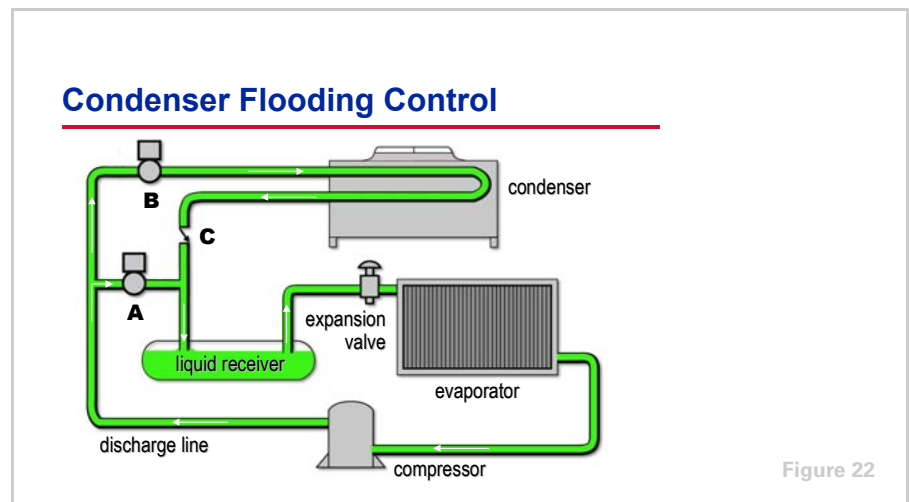 Condenser Flooding Control
B
condenser
C
A
expansion
valve
liquid receiver
evaporator
discharge line
compressor
Figure 22